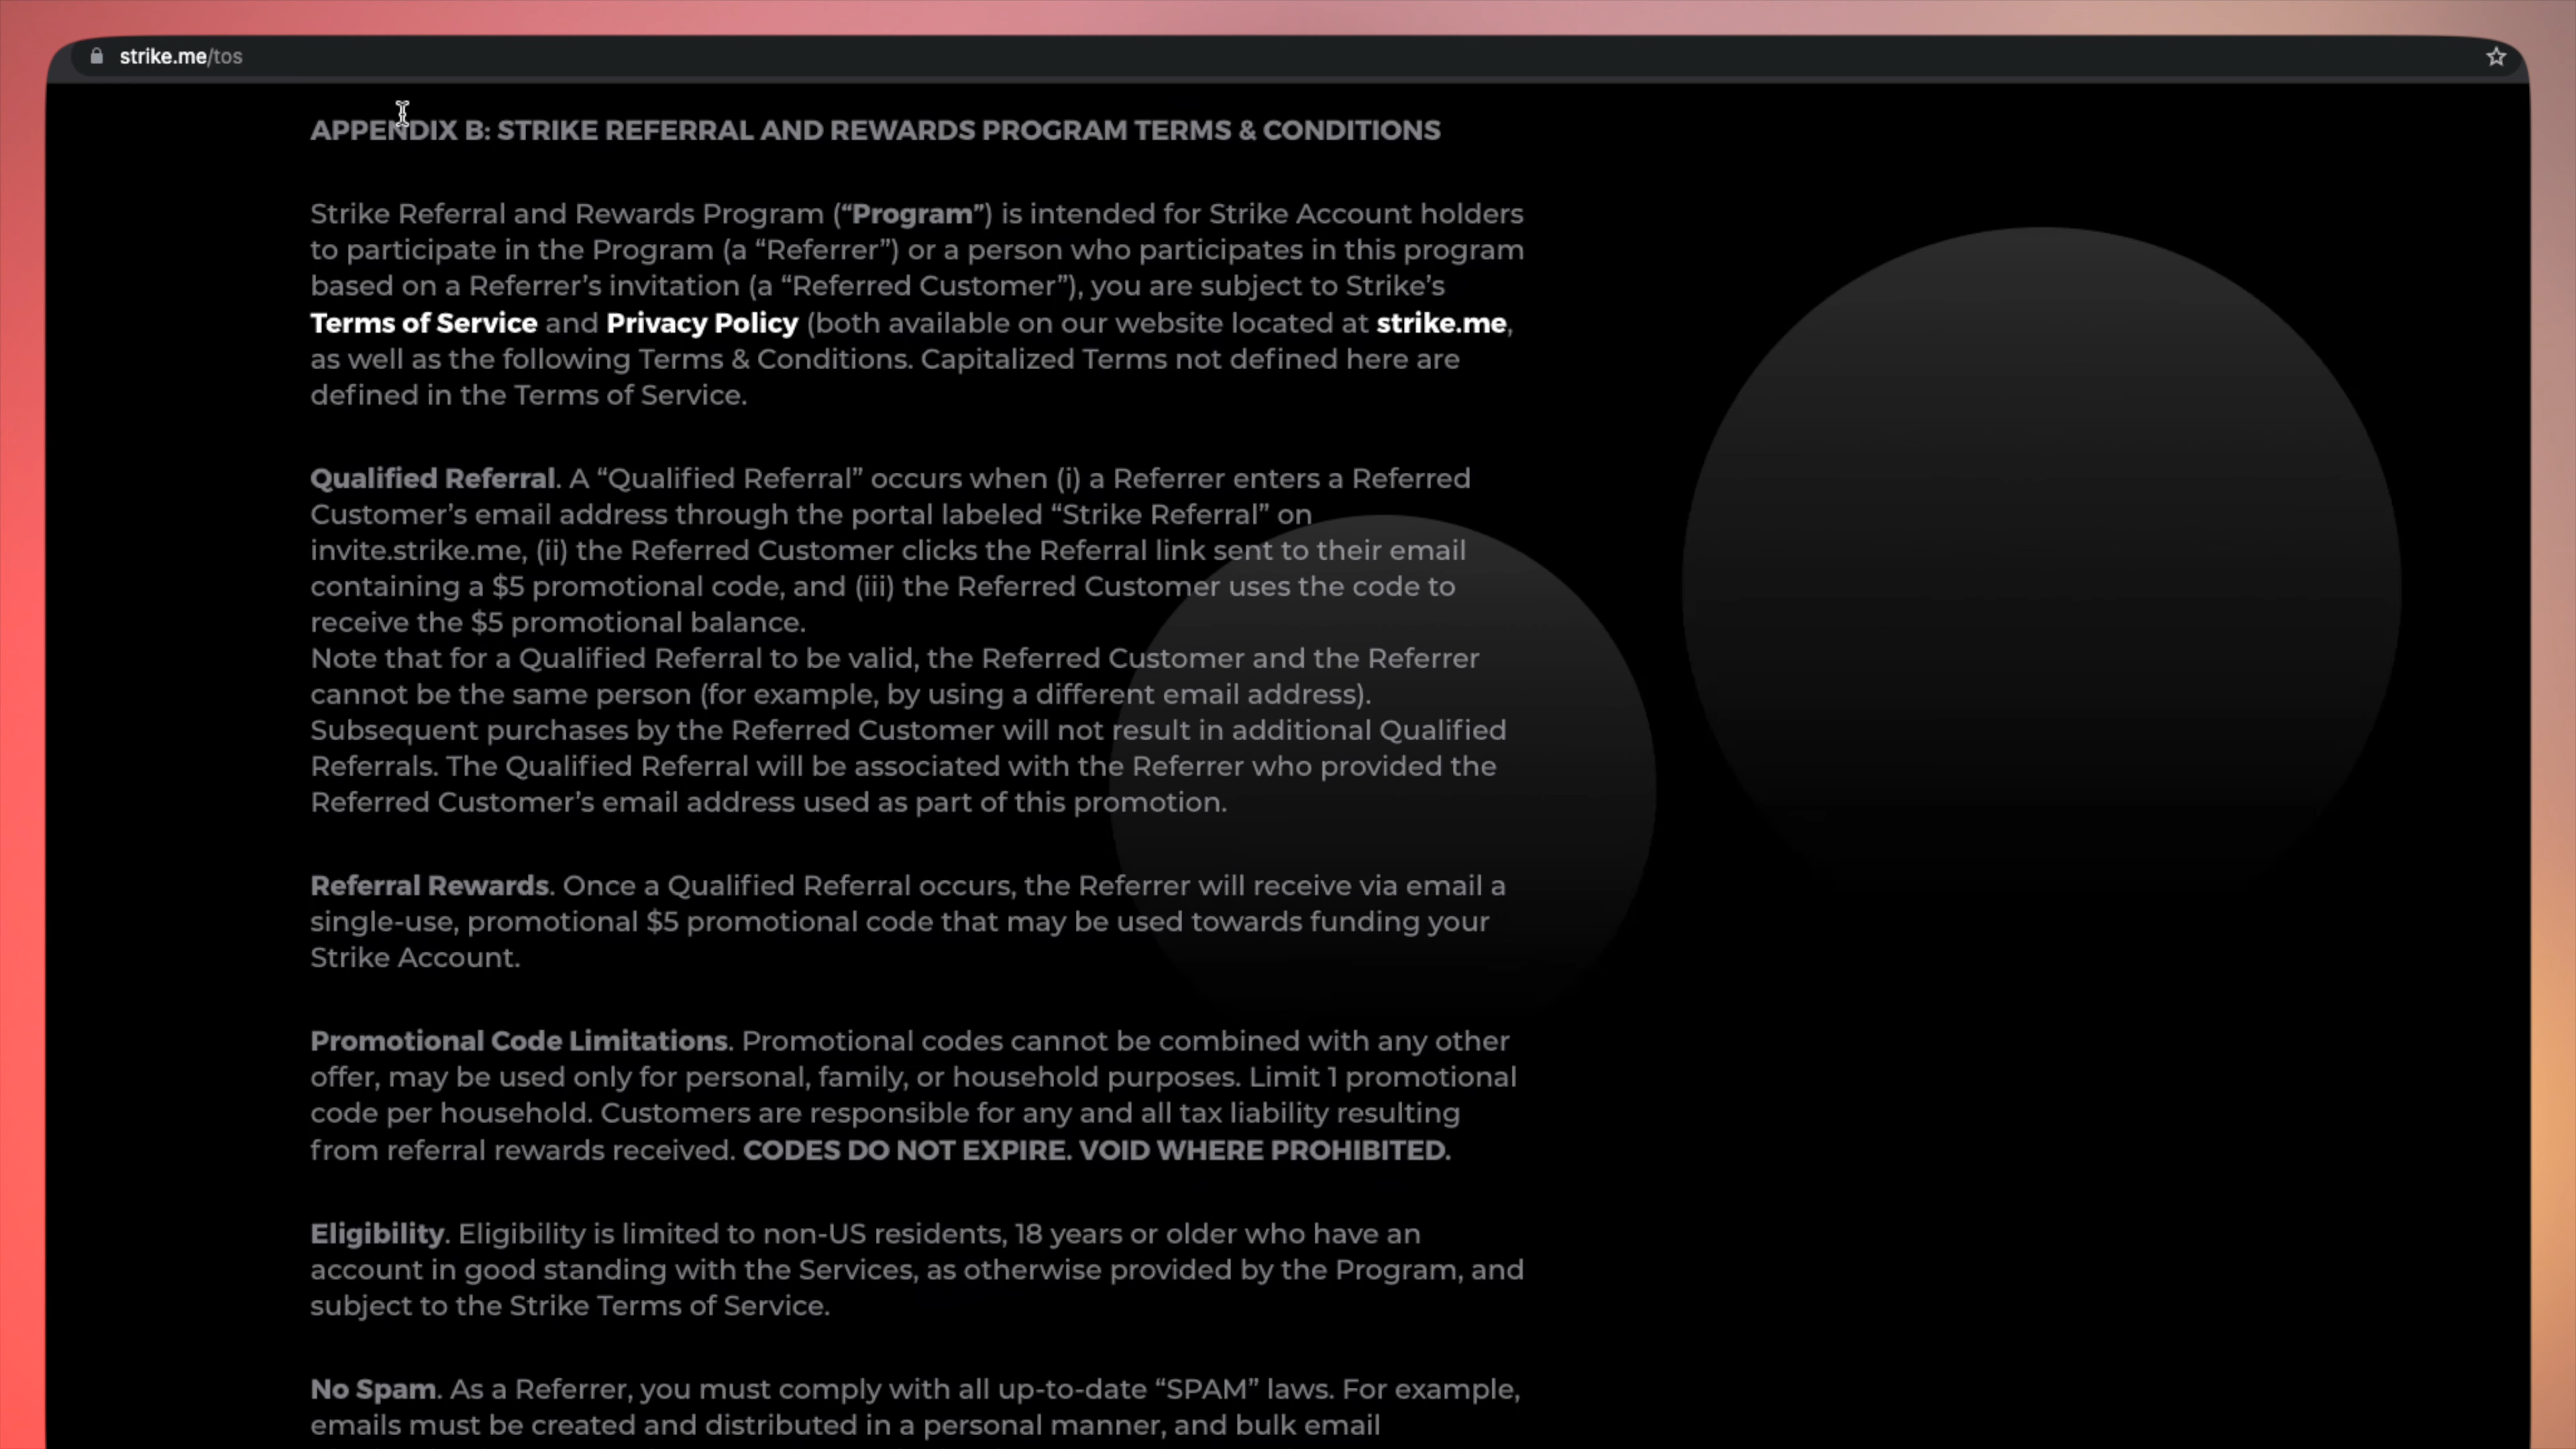 strike.me/tos
APPENDIX B: STRIKE REFERRAL AND REWARDS PROGRAM TERMS & CONDITIONS
Strike Referral and Rewards Program (“Program”) is intended for Strike Account holders
to participate in the Program (a “Referrer”) or a person who participates in this program
based on a Referrer’s invitation (a “Referred Customer”), you are subject to Strike’s
Terms of Service and Privacy Policy (both available on our website located at strike.me,
as well as the following Terms & Conditions. Capitalized Terms not defined here are
defined in the Terms of Service.
Qualified Referral. A “Qualified Referral” occurs when (i) a Referrer enters a Referred
Customer’s email address through the portal labeled “Strike Referral” on
invite.strike.me, (ii) the Referred Customer clicks the Referral link sent to their email
containing a $5 promotional code, and (iii) the Referred Customer uses the code to
receive the $5 promotional balance.
Note that for a Qualified Referral to be valid, the Referred Customer and the Referrer
cannot be the same person (for example, by using a different email address).
Subsequent purchases by the Referred Customer will not result in additional Qualified
Referrals. The Qualified Referral will be associated with the Referrer who provided the
Referred Customer’s email address used as part of this promotion.
Referral Rewards. Once a Qualified Referral occurs, the Referrer will receive via email a
single-use, promotional $5 promotional code that may be used towards funding your
Strike Account.
Promotional Code Limitations. Promotional codes cannot be combined with any other
offer, may be used only for personal, family, or household purposes. Limit 1 promotional
code per household. Customers are responsible for any and all tax liability resulting
from referral rewards received. CODES DO NOT EXPIRE. VOID WHERE PROHIBITED.
Eligibility. Eligibility is limited to non-US residents, 18 years or older who have an
account in good standing with the Services, as otherwise provided by the Program, and
subject to the Strike Terms of Service.
No Spam. As a Referrer, you must comply with all up-to-date “SPAM” laws. For example,
emails must be created and distributed in a personal manner, and bulk email